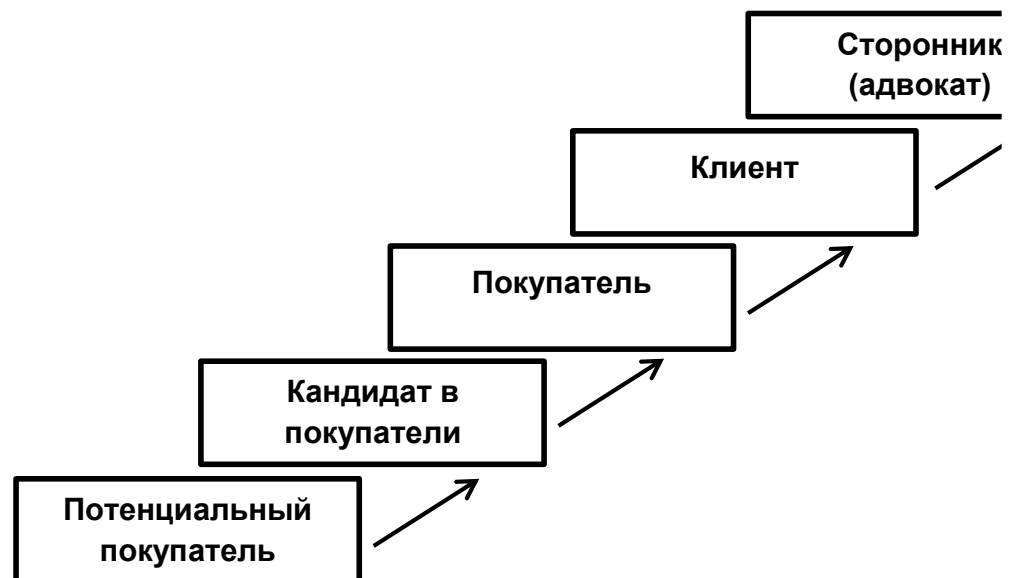 Сторонник
(адвокат)
Клиент
Покупатель
Кандидат в
покупатели
Потенциальный
покупатель